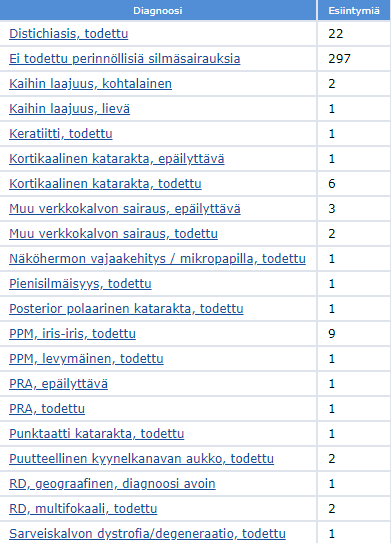 Diagnoosi Esiintymiä
Distichiasis, todettu 22
Ei todettu perinnöllisiä silmäsairauksia 297
Kaihin laajuus, kohtalainen 2
Kaihin laajuus, lievä 1
Keratiitti, todettu 1
Kortikaalinen katarakta, epäilyttävä 1
Kortikaalinen katarakta, todettu 6
Muu verkkokalvon sairaus, epäilyttävä 3
Muu verkkokalvon sairaus, todettu 2
Näköhermon vajaakehitys / mikropapilla, todettu 1
Pienisilmäisyys, todettu 1
Posterior polaarinen katarakta, todettu 1
PPM, iris-iris, todettu 9
PPM, levymäinen, todettu 1
PRA, epäilyttävä 1
PRA, todettu 1
Punktaatti katarakta, todettu 1
Puutteellinen kyynelkanavan aukko, todettu 2
RD, geograafinen, diagnoosi avoin 1
RD, multifokaali, todettu 2
Sarveiskalvon dystrofia/degeneraatio, todettu 1